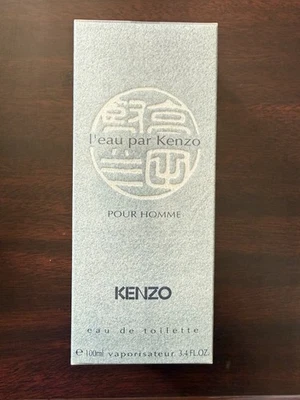 l'eau par Kenzo
POUR HOMME
KENZO
eau de toilette
e 100ml vaporisateur 3.4 FL.OZ.